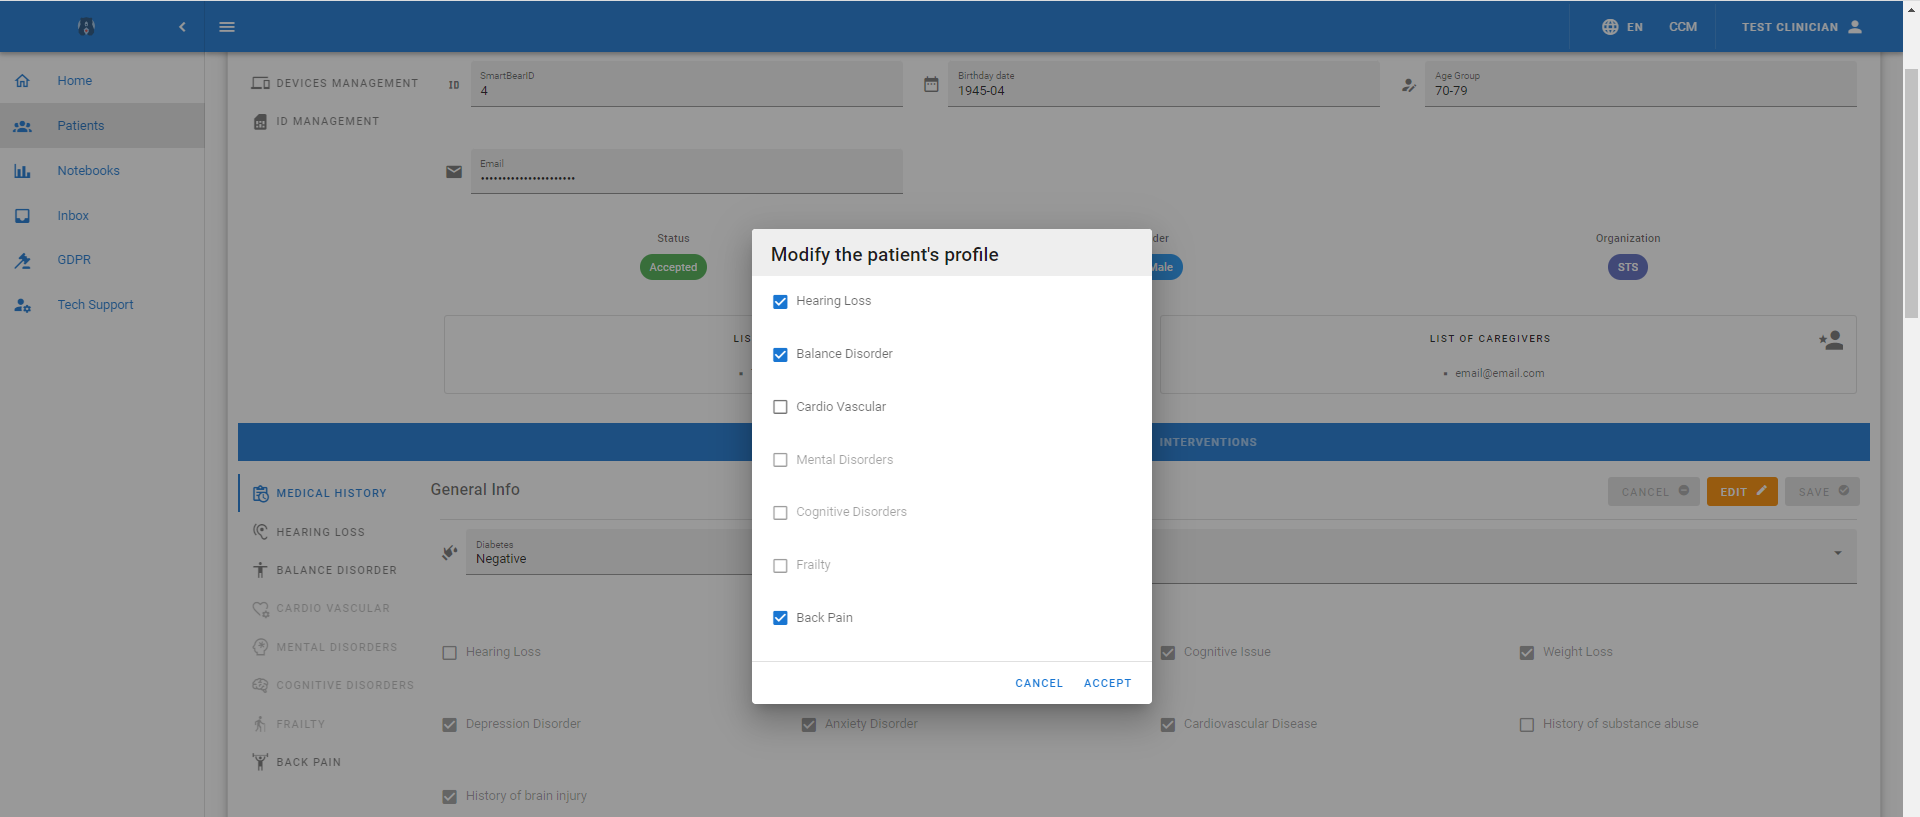 EN
CCM
TEST CLINICIAN
Home
Patients
Notebooks
Inbox
GDPR
Tech Support
DEVICES MANAGEMENT
ID MANAGEMENT
ID
SmartBearID
4
Birthday date
1945-04
Age Group
70-79
Email
••••••••••••••••••••••
Status
Accepted
der
Male
Organization
STS
LIS
LIST OF CAREGIVERS
• email@email.com
INTERVENTIONS
MEDICAL HISTORY
HEARING LOSS
BALANCE DISORDER
CARDIO VASCULAR
MENTAL DISORDERS
COGNITIVE DISORDERS
FRAILTY
BACK PAIN
General Info
CANCEL
EDIT
SAVE
Diabetes
Negative
Hearing Loss
Cognitive Issue
Weight Loss
Depression Disorder
Anxiety Disorder
Cardiovascular Disease
History of substance abuse
History of brain injury
Modify the patient's profile
Hearing Loss
Balance Disorder
Cardio Vascular
Mental Disorders
Cognitive Disorders
Frailty
Back Pain
CANCEL
ACCEPT